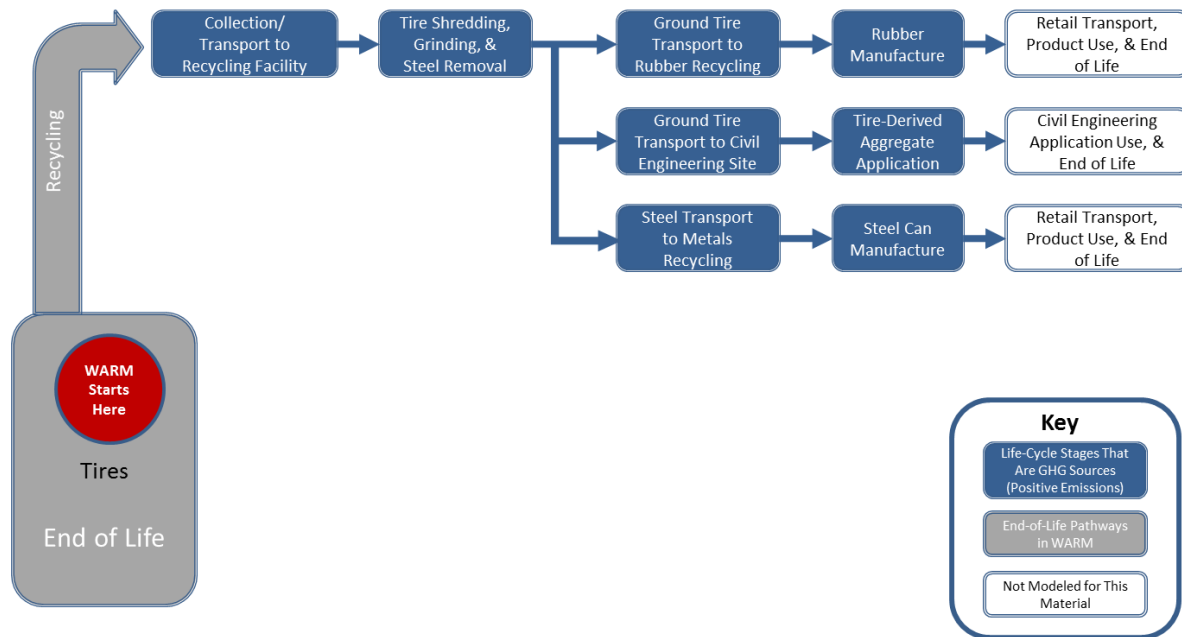 Collection/
Transport to
Recycling Facility
Tire Shredding,
Grinding, &
Steel Removal
Ground Tire
Transport to
Rubber Recycling
Rubber
Manufacture
Retail Transport,
Product Use, & End
of Life
Recycling
Ground Tire
Transport to Civil
Engineering Site
Tire-Derived
Aggregate
Application
Civil Engineering
Application Use, &
End of Life
Steel Transport
to Metals
Recycling
Steel Can
Manufacture
Retail Transport,
Product Use, & End
of Life
WARM
Starts
Here
Tires
End of Life
Key
Life-Cycle Stages That
Are GHG Sources
(Positive Emissions)
End-of-Life Pathways
in WARM
Not Modeled for This
Material